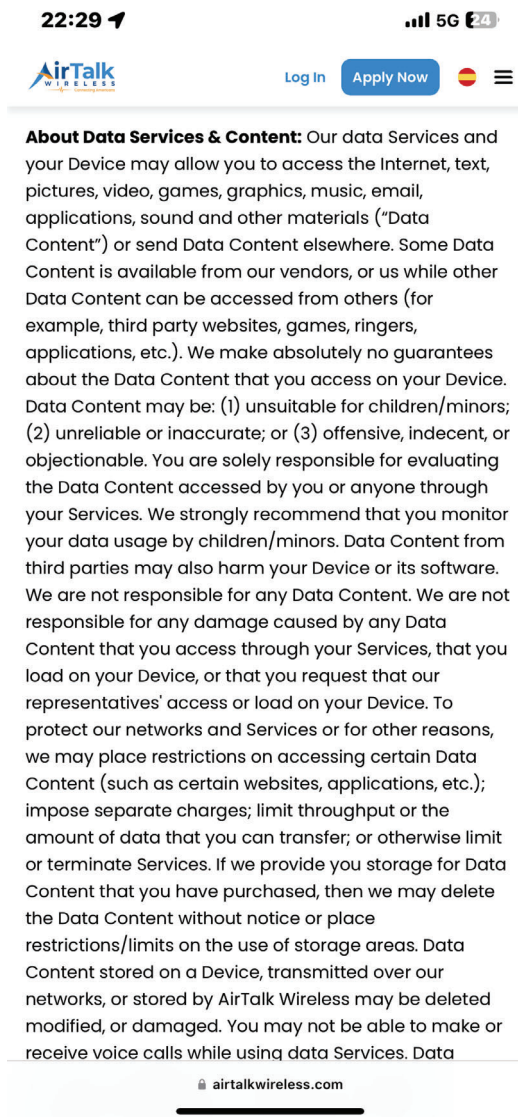 22:29
5G 24
AirTalk
WIRELESS
Log In
Apply Now
About Data Services & Content: Our data Services and
your Device may allow you to access the Internet, text,
pictures, video, games, graphics, music, email,
applications, sound and other materials (“Data
Content”) or send Data Content elsewhere. Some Data
Content is available from our vendors, or us while other
Data Content can be accessed from others (for
example, third party websites, games, ringers,
applications, etc.). We make absolutely no guarantees
about the Data Content that you access on your Device.
Data Content may be: (1) unsuitable for children/minors;
(2) unreliable or inaccurate; or (3) offensive, indecent, or
objectionable. You are solely responsible for evaluating
the Data Content accessed by you or anyone through
your Services. We strongly recommend that you monitor
your data usage by children/minors. Data Content from
third parties may also harm your Device or its software.
We are not responsible for any Data Content. We are not
responsible for any damage caused by any Data
Content that you access through your Services, that you
load on your Device, or that you request that our
representatives' access or load on your Device. To
protect our networks and Services or for other reasons,
we may place restrictions on accessing certain Data
Content (such as certain websites, applications, etc.);
impose separate charges; limit throughput or the
amount of data that you can transfer; or otherwise limit
or terminate Services. If we provide you storage for Data
Content that you have purchased, then we may delete
the Data Content without notice or place
restrictions/limits on the use of storage areas. Data
Content stored on a Device, transmitted over our
networks, or stored by AirTalk Wireless may be deleted
modified, or damaged. You may not be able to make or
receive voice calls while using data Services. Data
airtalkwireless.com